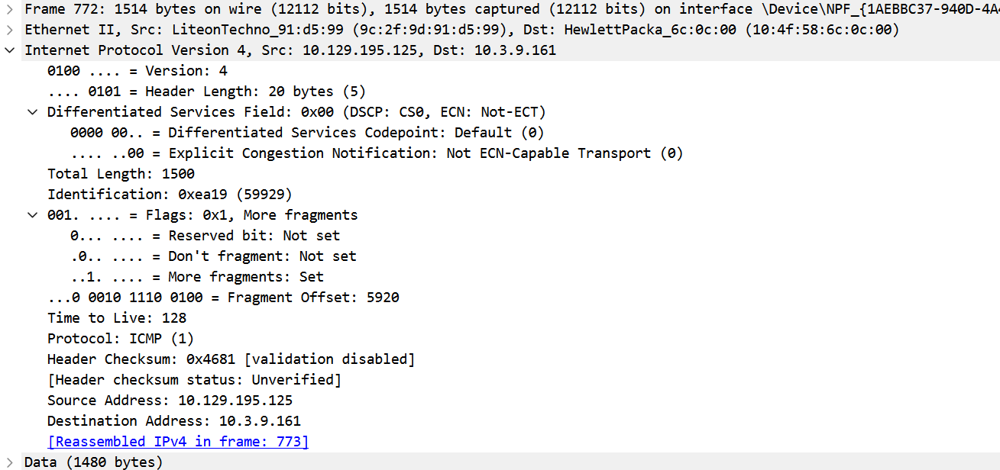 Frame 772: 1514 bytes on wire (12112 bits), 1514 bytes captured (12112 bits) on interface \Device\NPF_{1AEBBC37-940D-4A4
Ethernet II, Src: LiteonTechno_91:d5:99 (9c:2f:9d:91:d5:99), Dst: HewlettPacka_6c:0c:00 (10:4f:58:6c:0c:00)
Internet Protocol Version 4, Src: 10.129.195.125, Dst: 10.3.9.161
0100 .... = Version: 4
.... 0101 = Header Length: 20 bytes (5)
Differentiated Services Field: 0x00 (DSCP: CS0, ECN: Not-ECT)
0000 00.. = Differentiated Services Codepoint: Default (0)
.... ..00 = Explicit Congestion Notification: Not ECN-Capable Transport (0)
Total Length: 1500
Identification: 0xea19 (59929)
001. .... = Flags: 0x1, More fragments
0... .... = Reserved bit: Not set
.0.. .... = Don't fragment: Not set
..1. .... = More fragments: Set
...0 0010 1110 0100 = Fragment Offset: 5920
Time to Live: 128
Protocol: ICMP (1)
Header Checksum: 0x4681 [validation disabled]
[Header checksum status: Unverified]
Source Address: 10.129.195.125
Destination Address: 10.3.9.161
[Reassembled IPv4 in frame: 773]
Data (1480 bytes)